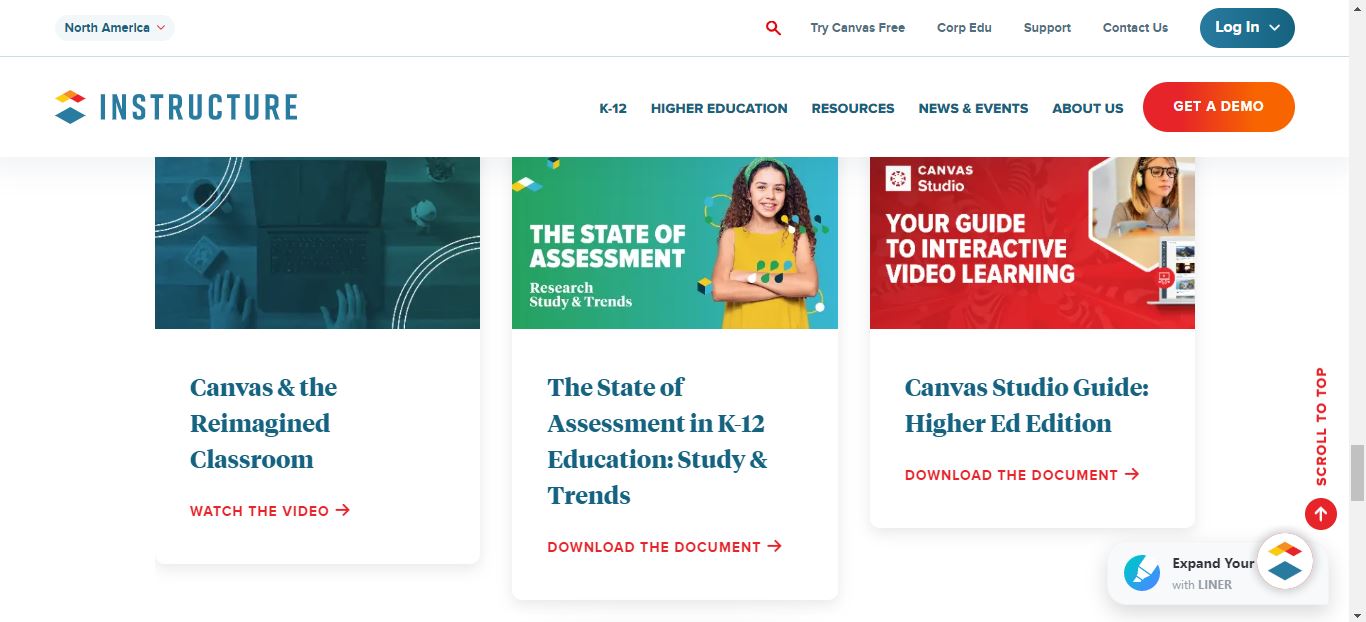 North America
Try Canvas Free
Corp Edu
Support
Contact Us
Log In
INSTRUCTURE
K-12
HIGHER EDUCATION
RESOURCES
NEWS & EVENTS
ABOUT US
GET A DEMO
THE STATE OF
ASSESSMENT
Research
Study & Trends
CANVAS
Studio
YOUR GUIDE
TO INTERACTIVE
VIDEO LEARNING
Canvas & the
Reimagined
Classroom
WATCH THE VIDEO
The State of
Assessment in K-12
Education: Study &
Trends
DOWNLOAD THE DOCUMENT
Canvas Studio Guide:
Higher Ed Edition
DOWNLOAD THE DOCUMENT
SCROLL TO TOP
Expand Your
with LINER